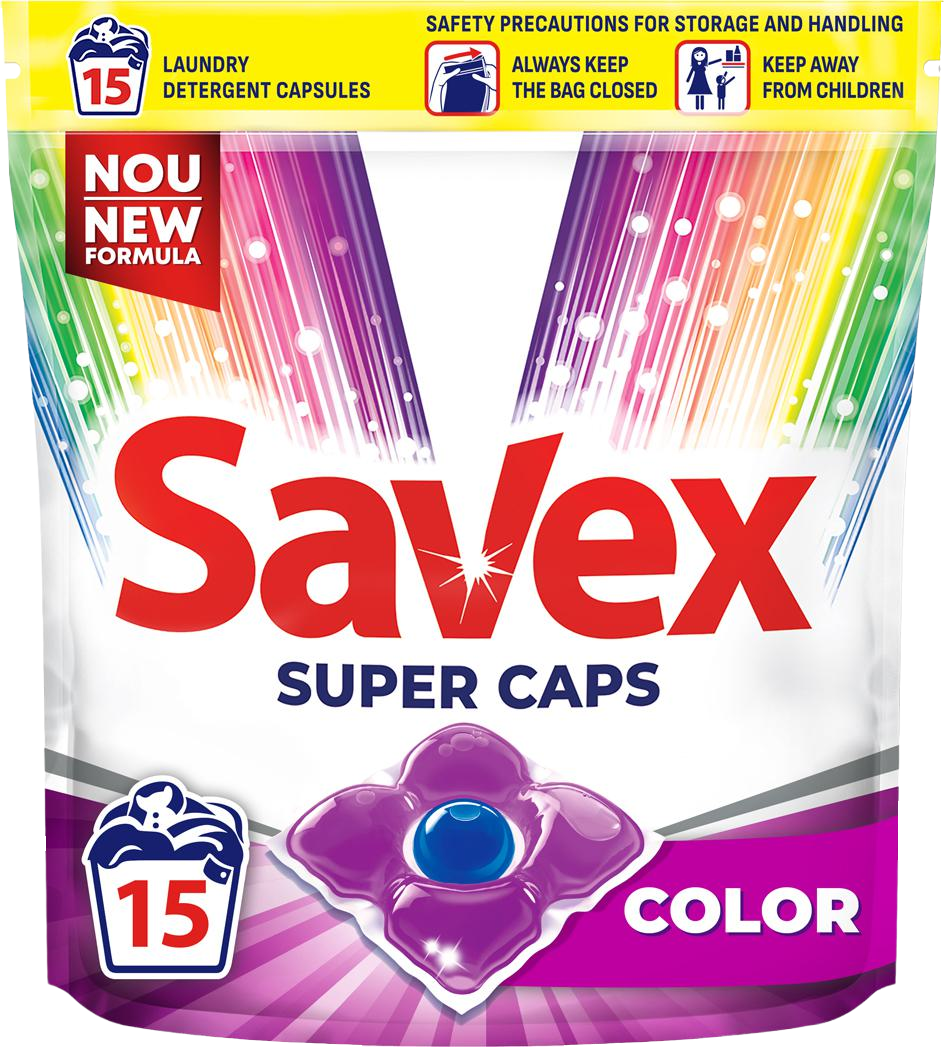 SAFETY PRECAUTIONS FOR STORAGE AND HANDLING
15
LAUNDRY
DETERGENT CAPSULES
ALWAYS KEEP
THE BAG CLOSED
KEEP AWAY
FROM CHILDREN
NOU
NEW
FORMULA
Savex
SUPER CAPS
15
COLOR